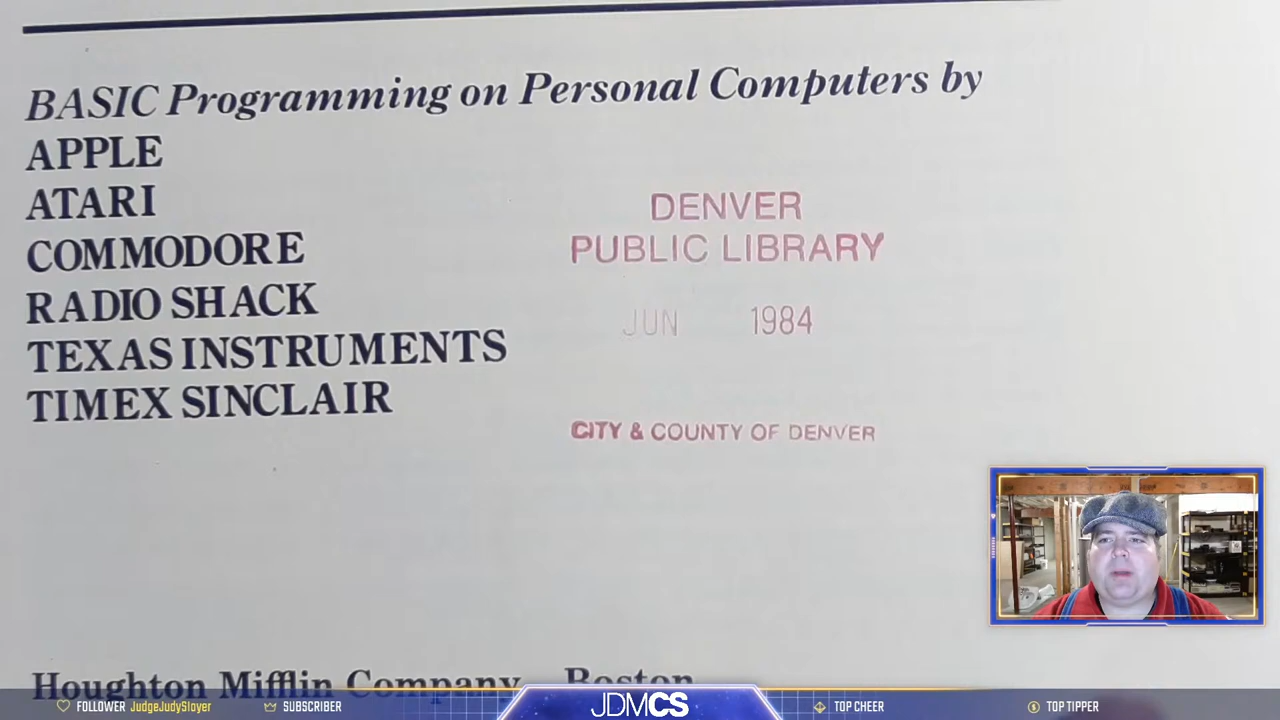 BASIC Programming on Personal Computers by
APPLE
ATARI
COMMODORE
RADIO SHACK
TEXAS INSTRUMENTS
TIMEX SINCLAIR
DENVER
PUBLIC LIBRARY
JUN 1984
CITY & COUNTY OF DENVER
Houghton Mifflin Company Boston
FOLLOWER JudgeJudySlayer
SUBSCRIBER
JDMCS
TOP CHEER
TOP TIPPER